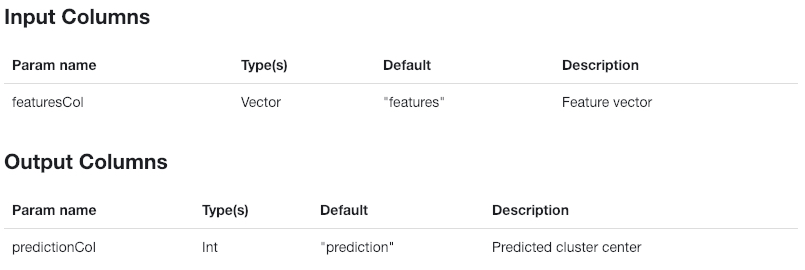 Input Columns
Param name Type(s) Default Description
featuresCol Vector "features" Feature vector
Output Columns
Param name Type(s) Default Description
predictionCol Int "prediction" Predicted cluster center